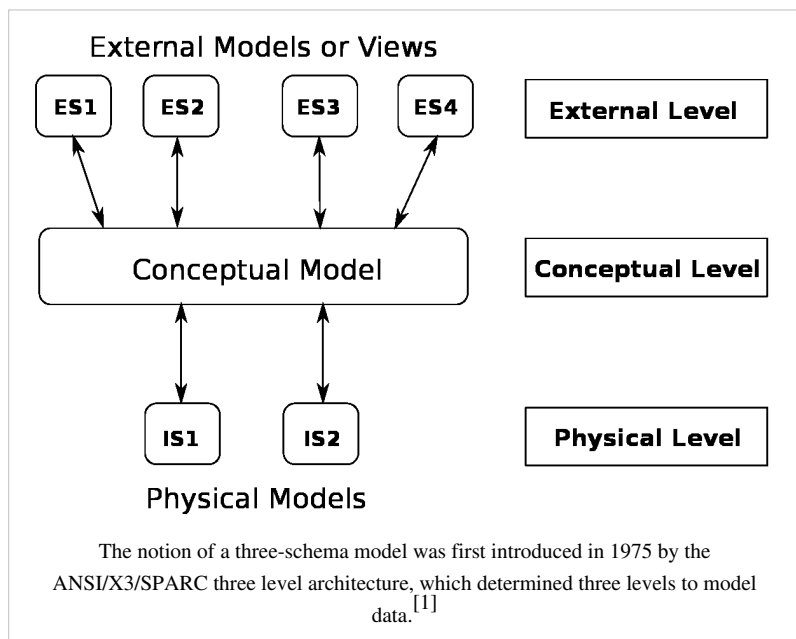 External Models or Views
ES1 ES2 ES3 ES4 External Level
Conceptual Model Conceptual Level
IS1 IS2 Physical Level
Physical Models
The notion of a three-schema model was first introduced in 1975 by the
ANSI/X3/SPARC three level architecture, which determined three levels to model
data.[1]